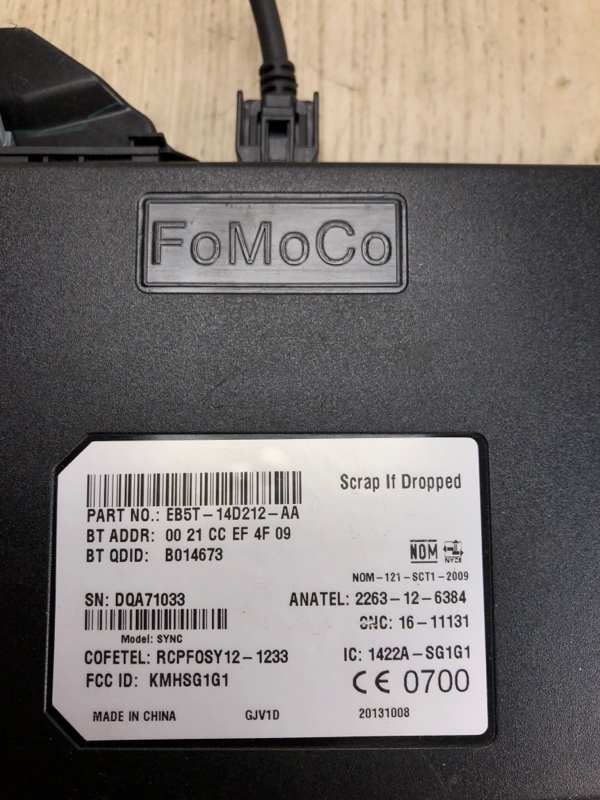 FoMoCo
Scrap If Dropped
PART NO.: EB5T-14D212-AA
BT ADDR: 00 21 CC EF 4F 09
BT QDID: B014673
NOM NYCE
NOM-121-SCT1-2009
SN: DQA71033 ANATEL: 2263-12-6384
CNC: 16-11131
Model: SYNC
COFETEL: RCPFOSY12-1233 IC: 1422A-SG1G1
FCC ID: KMHSG1G1 CE 0700
MADE IN CHINA GJV1D 20131008